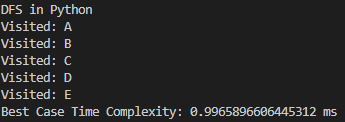 DFS in Python
Visited: A
Visited: B
Visited: C
Visited: D
Visited: E
Best Case Time Complexity: 0.9965896606445312 ms